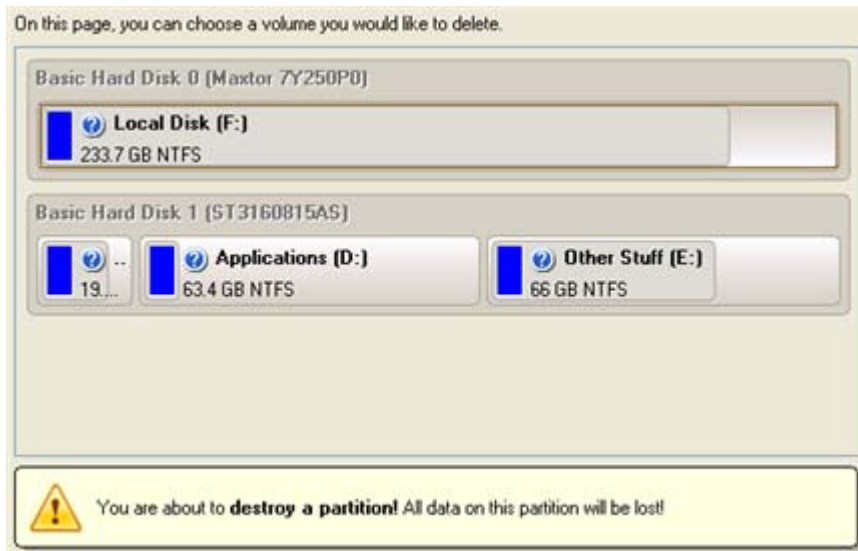 On this page, you can choose a volume you would like to delete.
Basic Hard Disk 0 (Maxtor 7Y250P0)
Local Disk (F:)
233.7 GB NTFS
Basic Hard Disk 1 (ST3160815AS)
.. Applications (D:) Other Stuff (E:)
19.... 63.4 GB NTFS 66 GB NTFS
You are about to destroy a partition! All data on this partition will be lost!